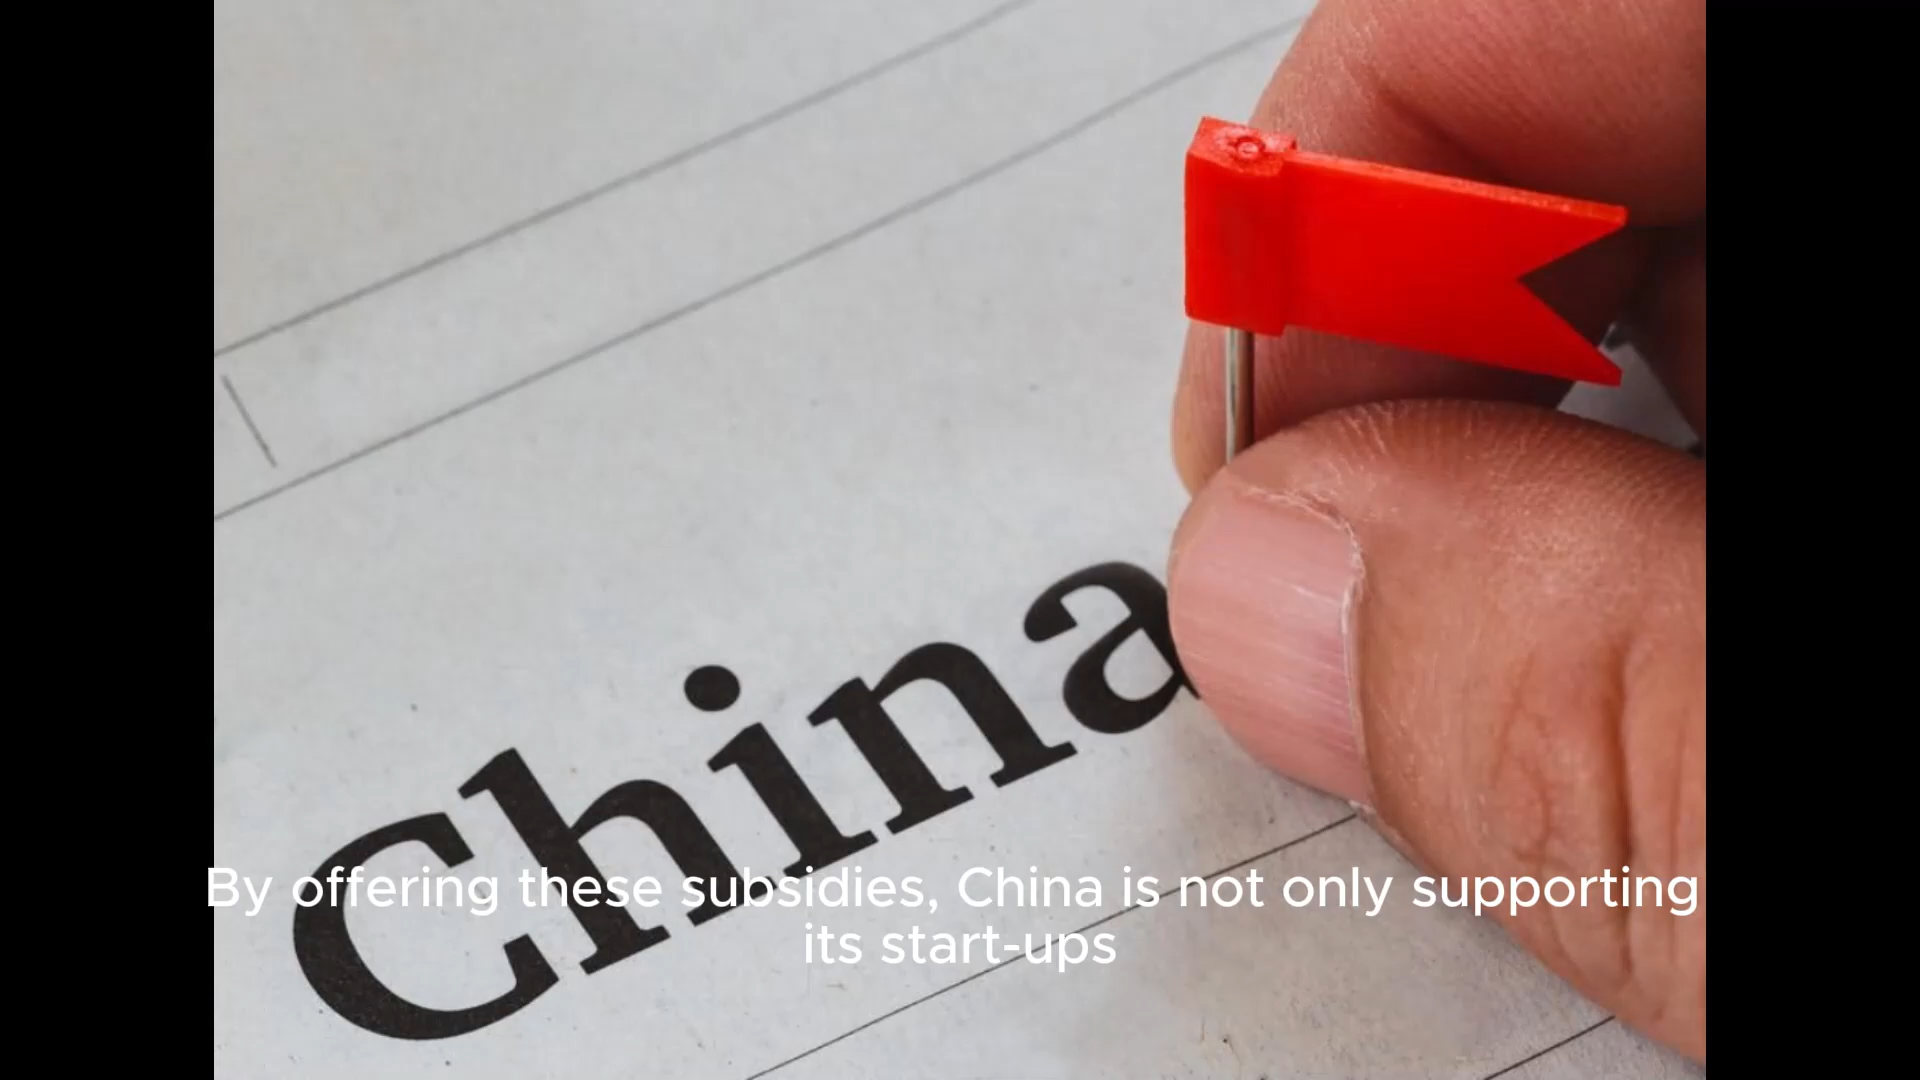 China
By offering these subsidies, China is not only supporting
its start-ups